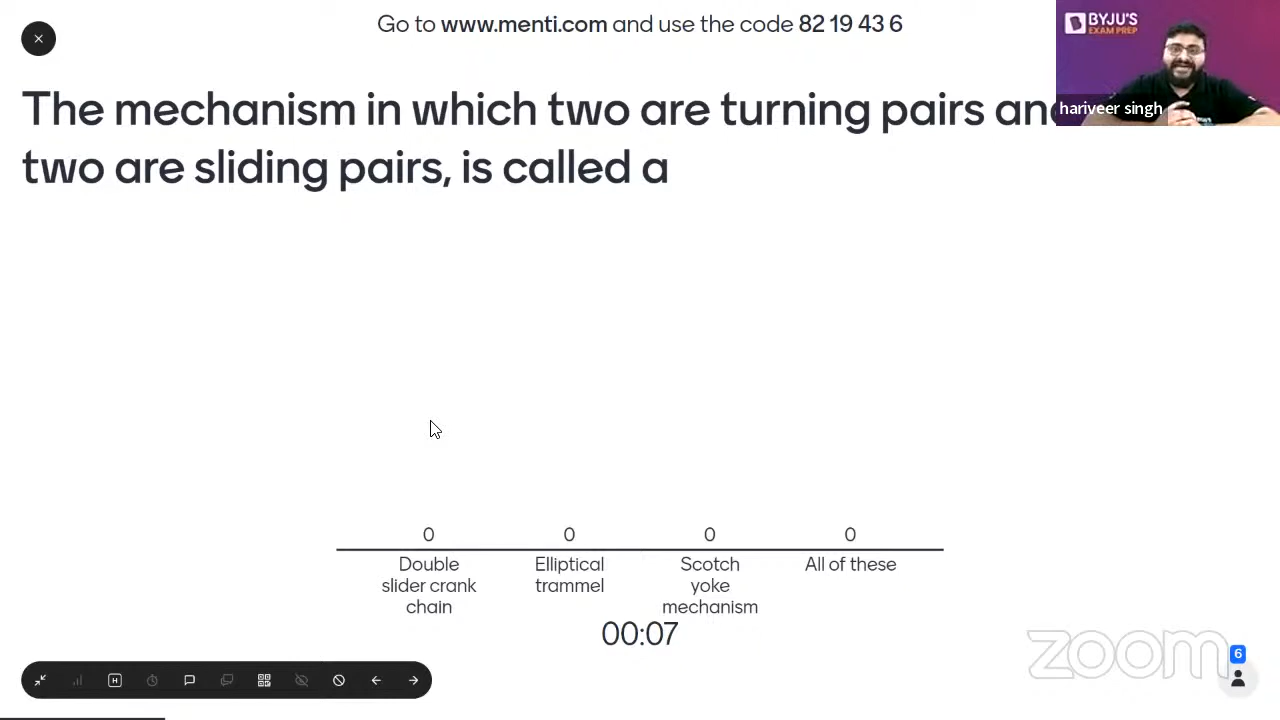 Go to www.menti.com and use the code 82 19 43 6
BYJU'S
EXAM PREP
hariveer singh
The mechanism in which two are turning pairs and
two are sliding pairs, is called a
0 0 0 0
Double slider crank chain
Elliptical trammel
Scotch yoke mechanism
All of these
00:07
zoom
6
H